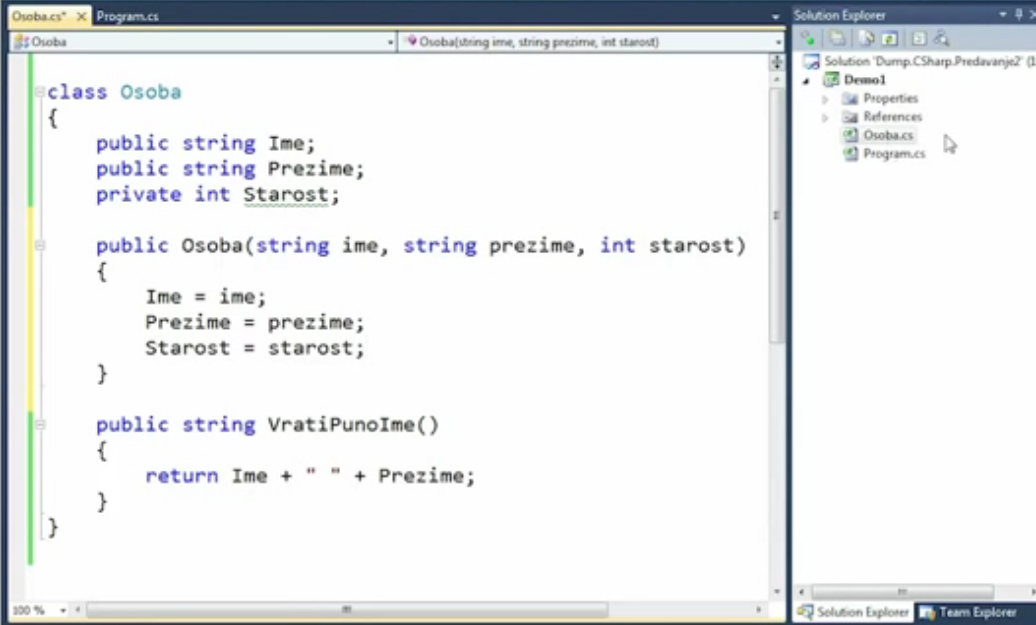 Osoba.cs* Program.cs
Osoba
Osoba(string ime, string prezime, int starost)
class Osoba
{
public string Ime;
public string Prezime;
private int Starost;
public Osoba(string ime, string prezime, int starost)
{
Ime = ime;
Prezime = prezime;
Starost = starost;
}
public string VratiPunoIme()
{
return Ime + " " + Prezime;
}
}
100 %
Solution Explorer
Solution 'Dump.CSharp.Predavanje2' (1
Demo1
Properties
References
Osoba.cs
Program.cs
Solution Explorer Team Explorer